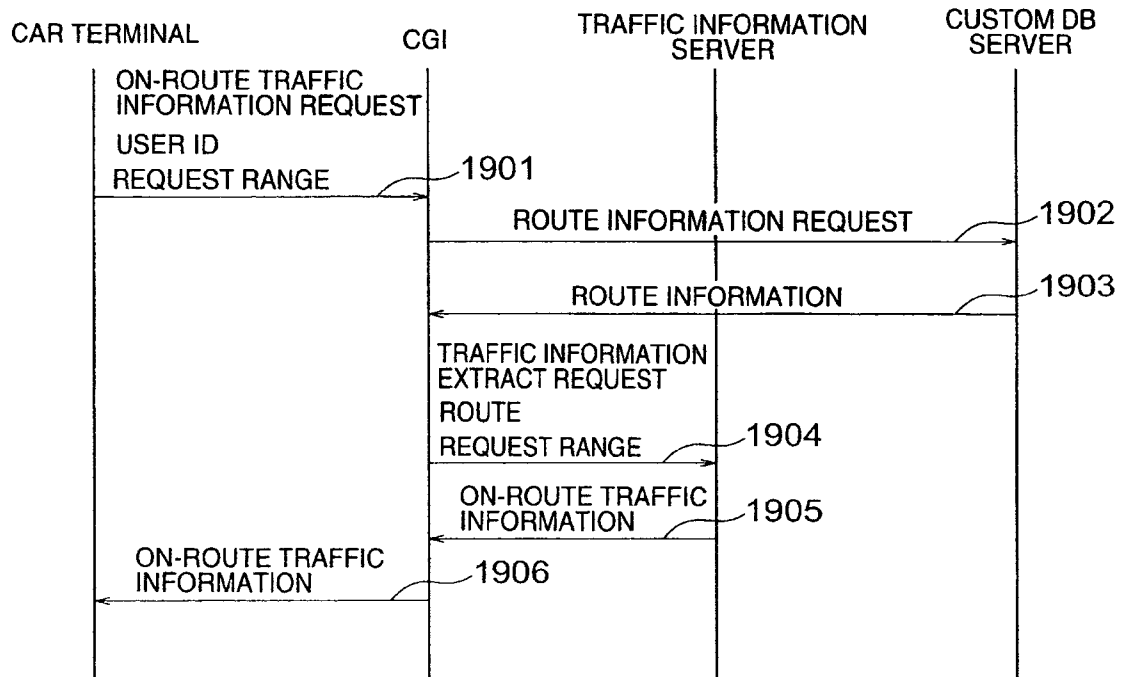 CAR TERMINAL
CGI
TRAFFIC INFORMATION
SERVER
CUSTOM DB
SERVER
ON-ROUTE TRAFFIC
INFORMATION REQUEST
USER ID
REQUEST RANGE
1901
ROUTE INFORMATION REQUEST
1902
ROUTE INFORMATION
1903
TRAFFIC INFORMATION
EXTRACT REQUEST
ROUTE
REQUEST RANGE
1904
ON-ROUTE TRAFFIC
INFORMATION
1905
ON-ROUTE TRAFFIC
INFORMATION
1906